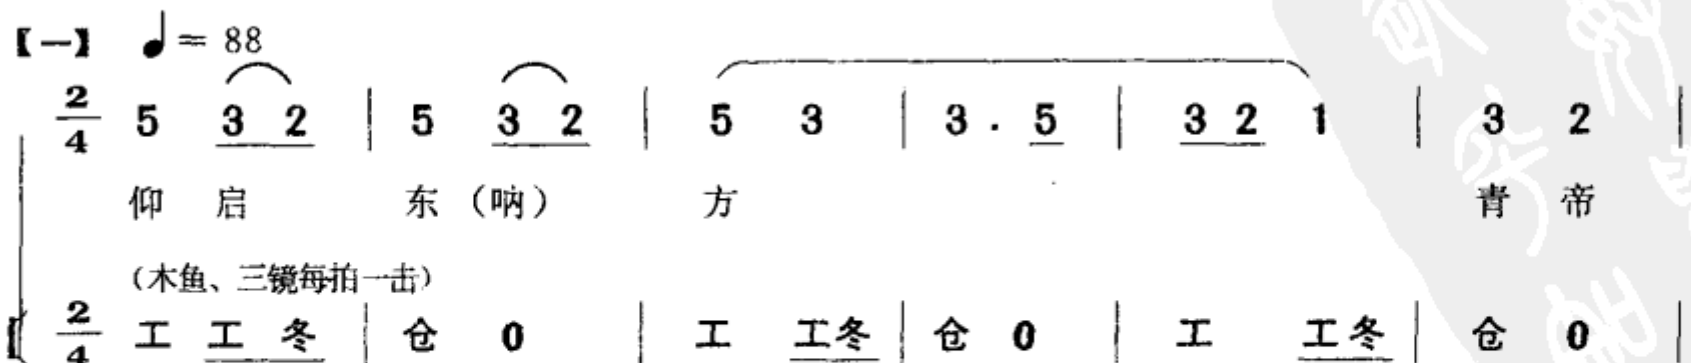 【一】 ♩= 88
2/4 5 3 2 | 5 3 2 | 5 3 | 3 . 5 | 3 2 1 | 3 2 |
仰 启 东 (呐) 方 青 帝
(木鱼、三镜每拍一击)
2/4 工 工 冬 | 仓 0 | 工 工冬 | 仓 0 | 工 工冬 | 仓 0 |